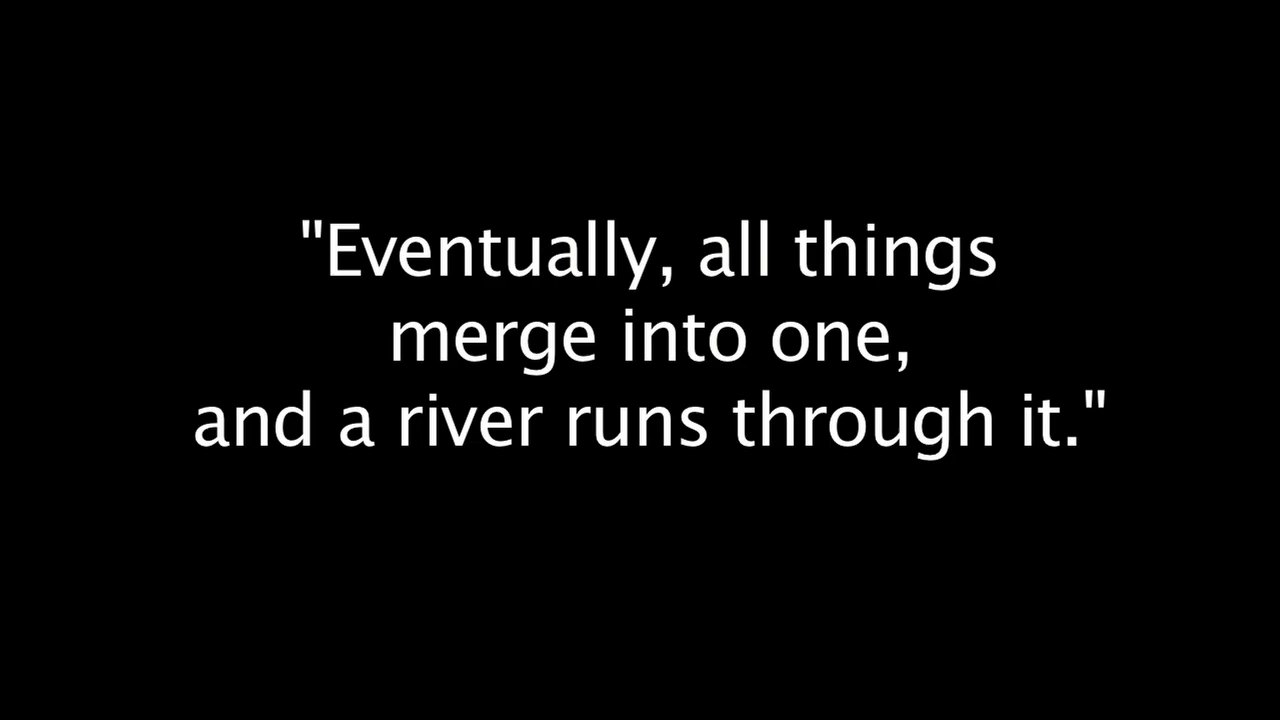 "Eventually, all things
merge into one,
and a river runs through it."